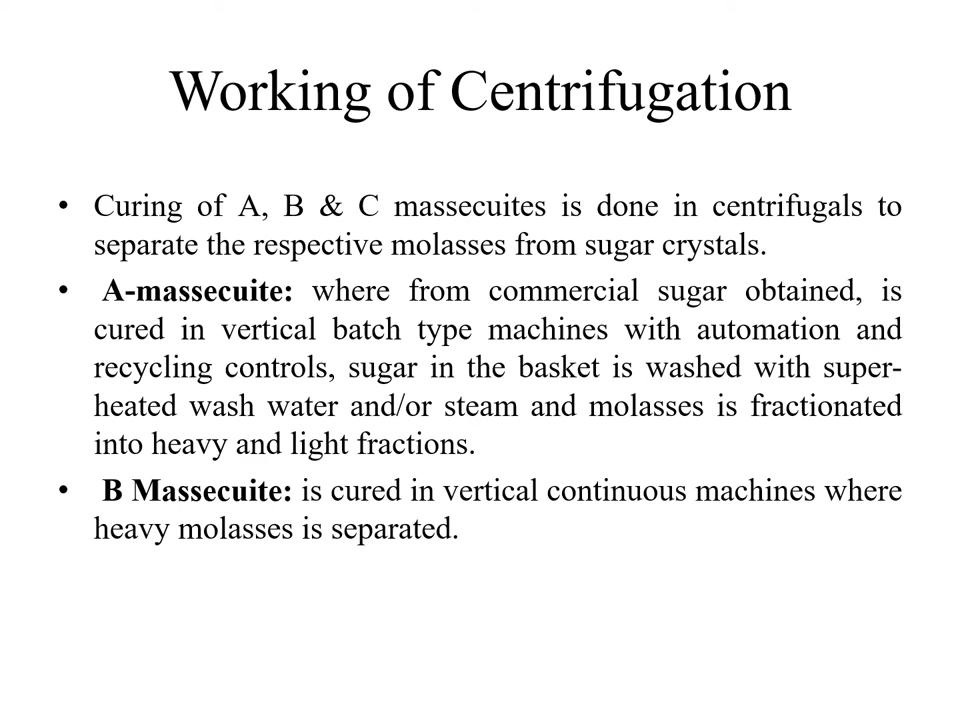 Working of Centrifugation
• Curing of A, B & C massecuites is done in centrifugals to
separate the respective molasses from sugar crystals.
• A-massecuite: where from commercial sugar obtained, is
cured in vertical batch type machines with automation and
recycling controls, sugar in the basket is washed with super-
heated wash water and/or steam and molasses is fractionated
into heavy and light fractions.
• B Massecuite: is cured in vertical continuous machines where
heavy molasses is separated.